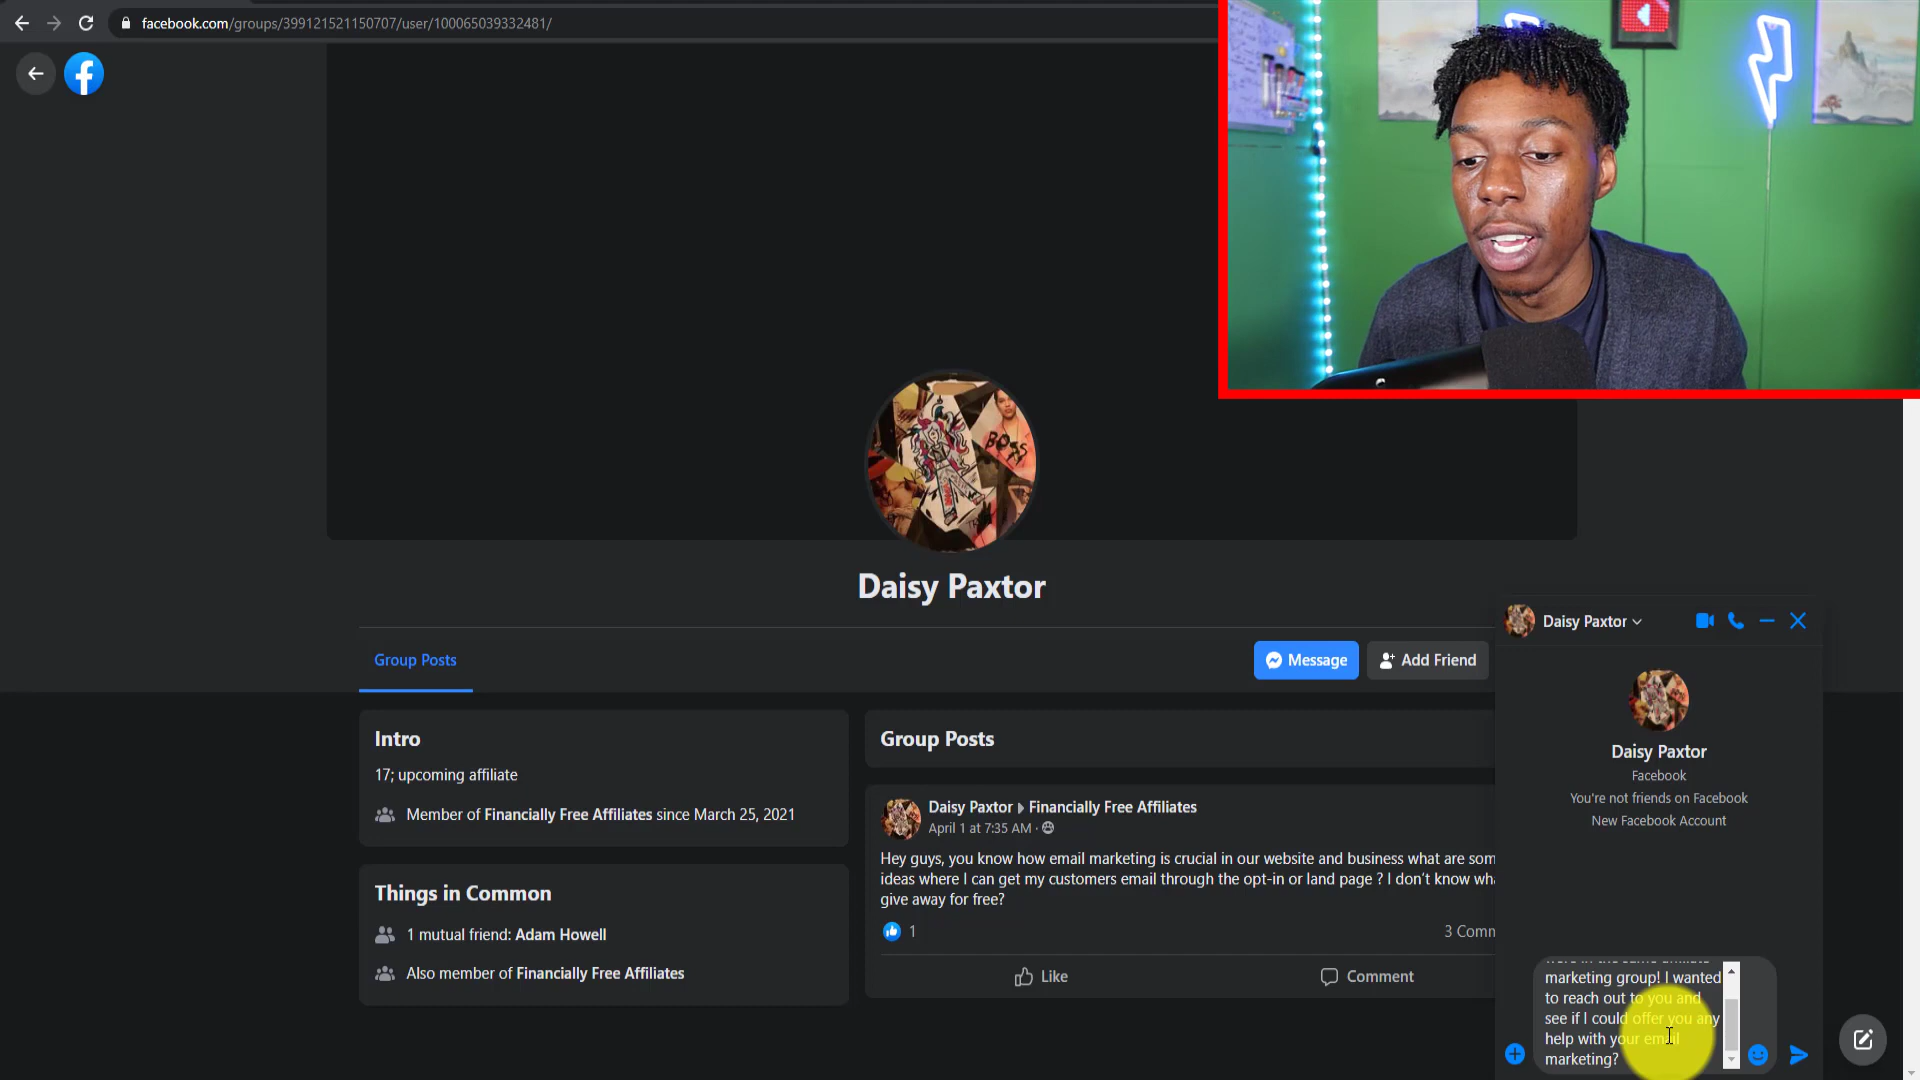 facebook.com/groups/399121521150707/user/100065039332481/
BOSS
Daisy Paxtor
Group Posts
Message
Add Friend
Intro
17; upcoming affiliate
Member of Financially Free Affiliates since March 25, 2021
Things in Common
1 mutual friend: Adam Howell
Also member of Financially Free Affiliates
Group Posts
Daisy Paxtor Financially Free Affiliates
April 1 at 7:35 AM ·
Hey guys, you know how email marketing is crucial in our website and business what are som
ideas where I can get my customers email through the opt-in or land page ? I don't know wha
give away for free?
1
3 Comm
Like
Comment
Daisy Paxtor
Daisy Paxtor
Facebook
You're not friends on Facebook
New Facebook Account
marketing group! I wanted
to reach out to you and
see if I could offer you any
help with your email
marketing?